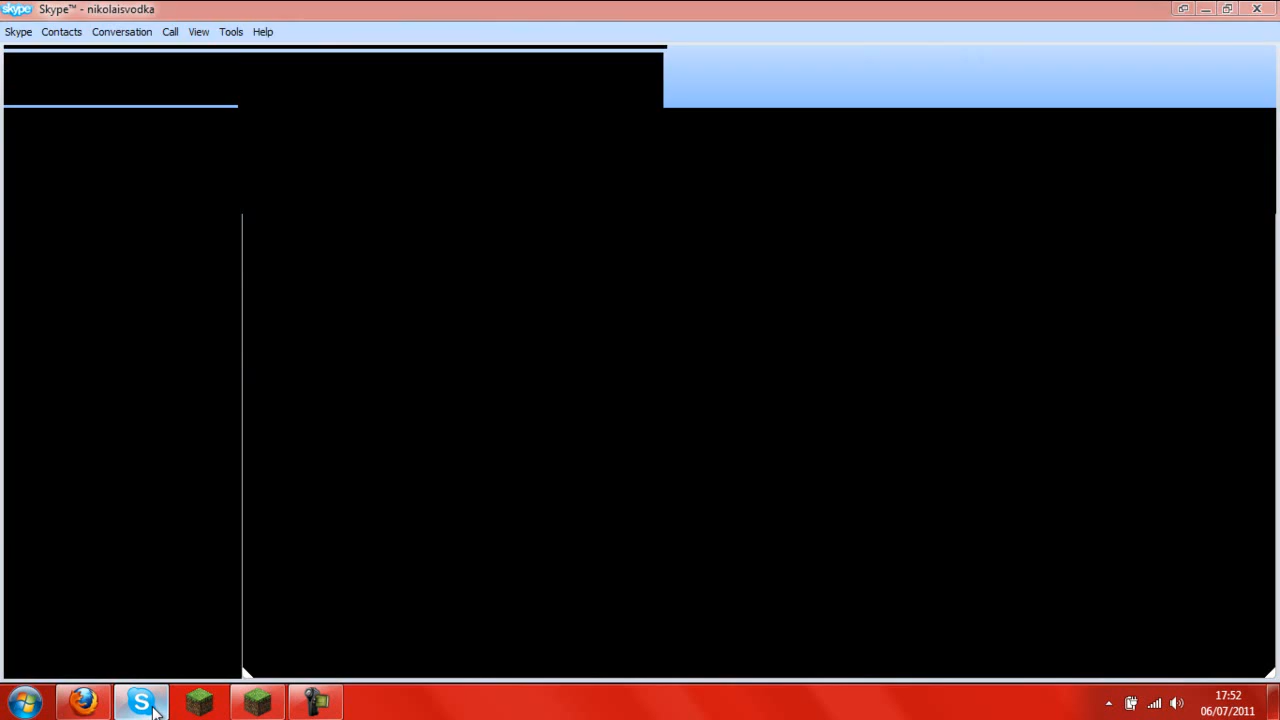 skype Skype™ - nikolaisvodka
Skype Contacts Conversation Call View Tools Help
S
17:52
06/07/2011